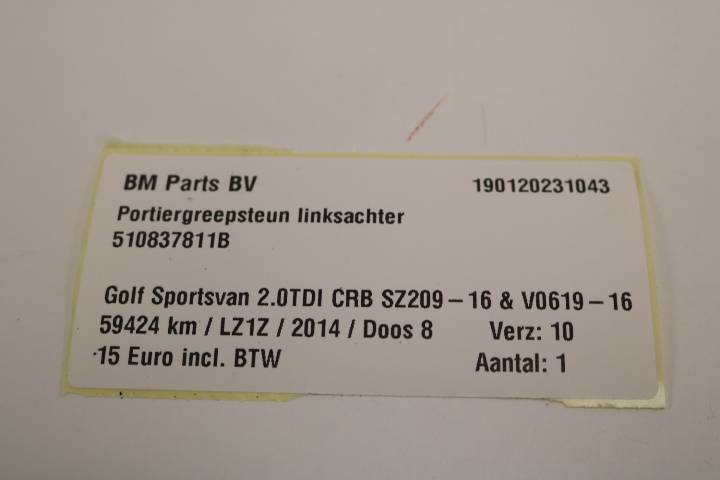 BM Parts BV 190120231043
Portiergreepsteun linksachter
510837811B
Golf Sportsvan 2.0TDI CRB SZ209-16 & V0619-16
59424 km / LZ1Z / 2014 / Doos 8 Verz: 10
15 Euro incl. BTW Aantal: 1